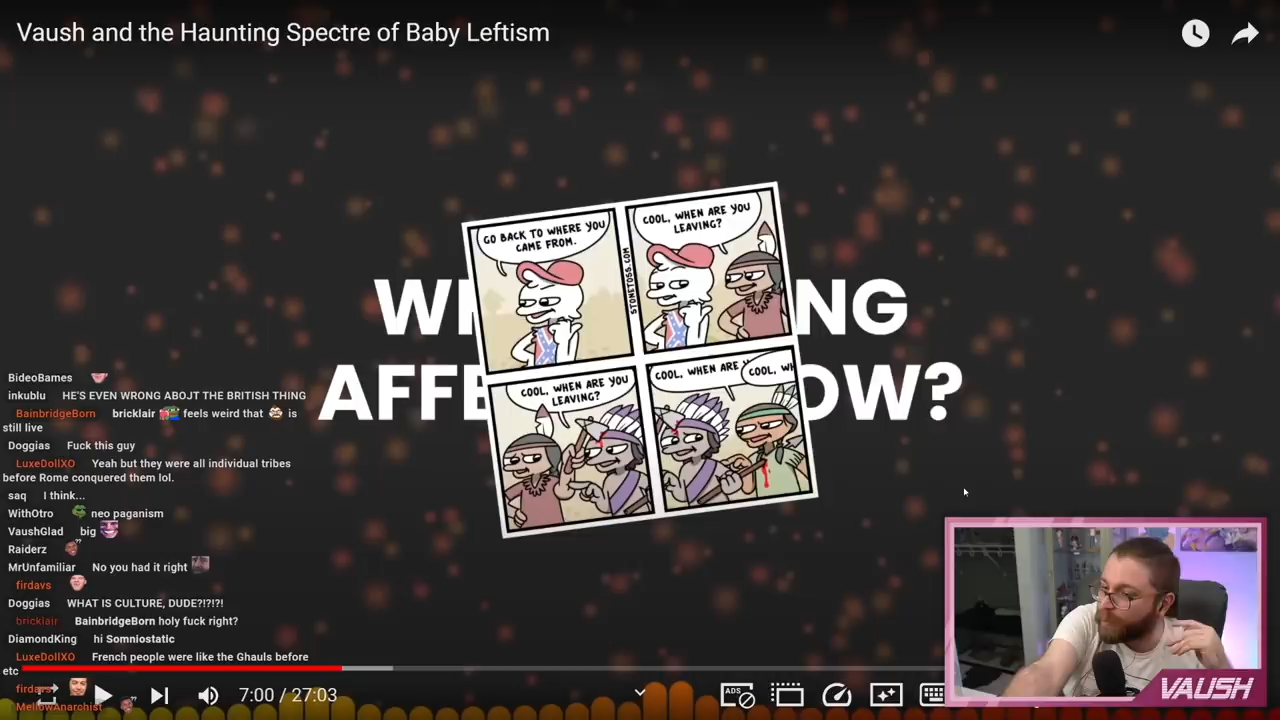 Vaush and the Haunting Spectre of Baby Leftism
GO BACK TO WHERE YOU
CAME FROM.
COOL, WHEN ARE YOU
LEAVING?
STONETOSS.COM
COOL, WHEN ARE YOU
LEAVING?
COOL, WHEN ARE
COOL, WH
NG
AFFE
OW?
BideoBames
inkublu HE'S EVEN WRONG ABOJT THE BRITISH THING
BainbridgeBorn bricklair feels weird that is
still live
Doggias Fuck this guy
LuxeDollXO Yeah but they were all individual tribes
before Rome conquered them lol.
saq I think...
WithOtro neo paganism
VaushGlad big
Raiderz
MrUnfamiliar No you had it right
firdavs
Doggias WHAT IS CULTURE, DUDE?!?!?!
bricklair BainbridgeBorn holy fuck right?
DiamondKing hi Somniostatic
LuxeDollXO French people were like the Ghauls before
etc
firdavs
MellowAnarchist
7:00 / 27:03
ADS
VAUSH